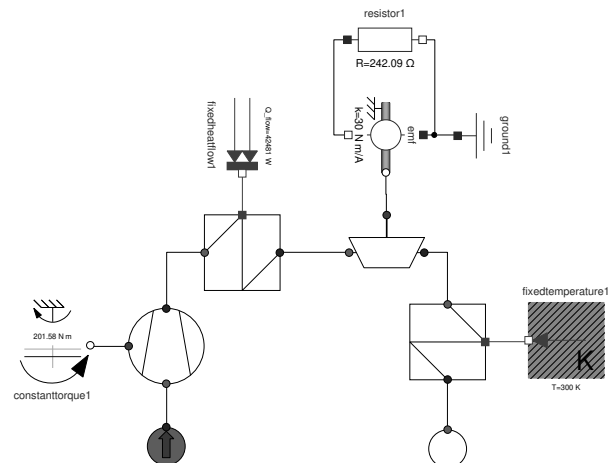 resistor1
R=242.09 Ω
fixedheatflow1
Q_flow=42481 W
k=30 N m/A
emf
ground1
fixedtemperature1
201.58 N m
K
constanttorque1
T=300 K